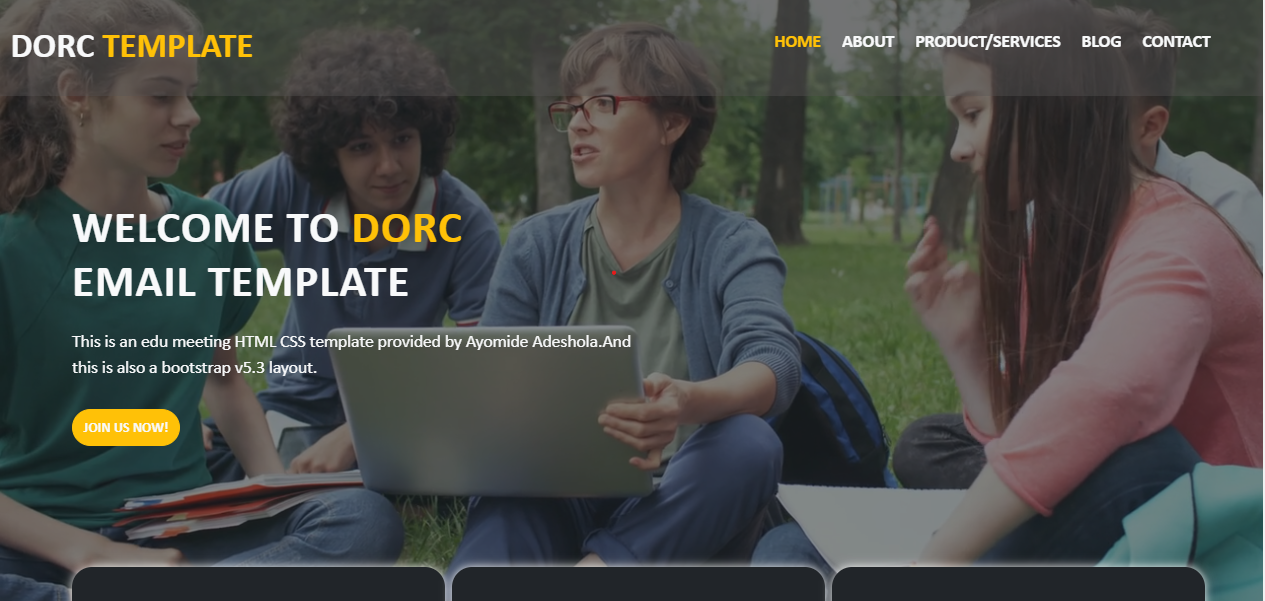 DORC TEMPLATE
HOME ABOUT PRODUCT/SERVICES BLOG CONTACT
WELCOME TO DORC
EMAIL TEMPLATE
This is an edu meeting HTML CSS template provided by Ayomide Adeshola.And
this is also a bootstrap v5.3 layout.
JOIN US NOW!